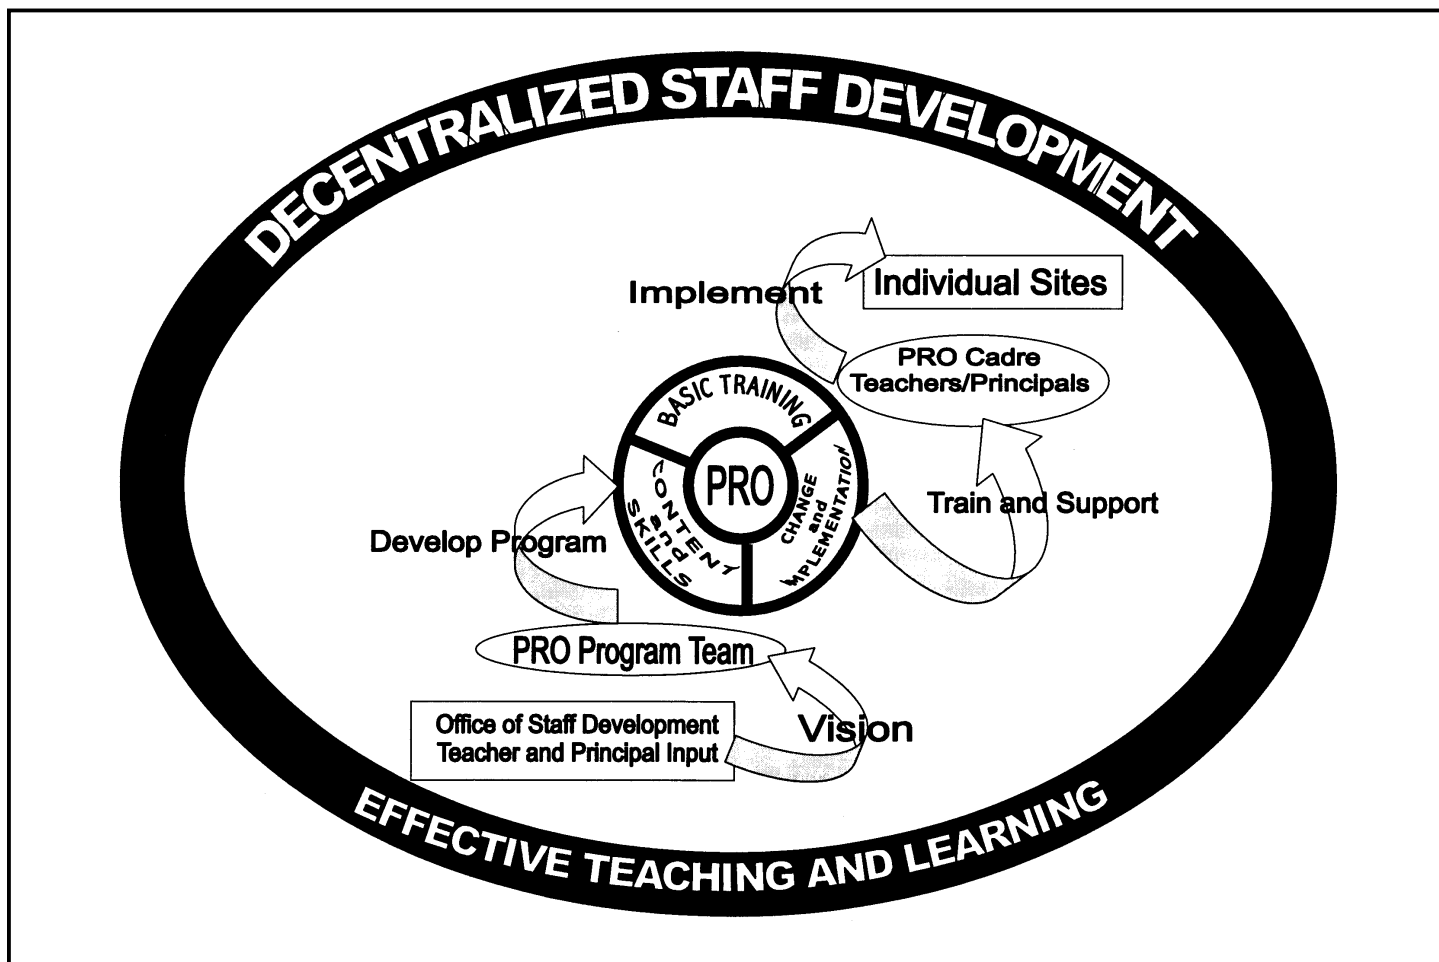 DECENTRALIZED STAFF DEVELOPMENT
Implement
Individual Sites
PRO Cadre
Teachers/Principals
BASIC TRAINING
PRO
CONTENT
and
SKILLS
CHANGE
and
IMPLEMENTATION
Train and Support
Develop Program
PRO Program Team
Office of Staff Development
Teacher and Principal Input
Vision
EFFECTIVE TEACHING AND LEARNING